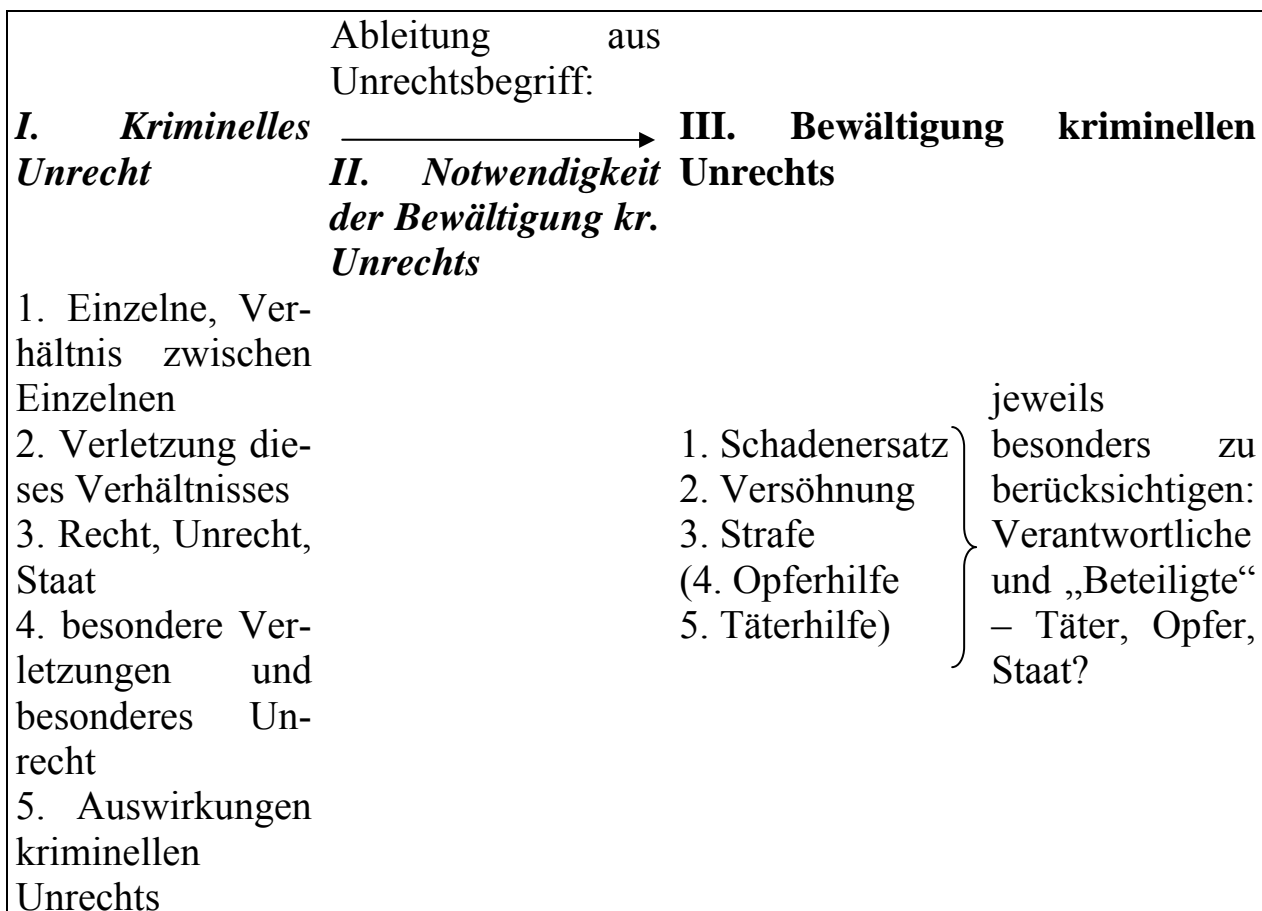 Ableitung aus
Unrechtsbegriff:
I. Kriminelles
Unrecht
II. Notwendigkeit
der Bewältigung kr.
Unrechts
III. Bewältigung kriminellen
Unrechts
1. Einzelne, Ver-
hältnis zwischen
Einzelnen
2. Verletzung die-
ses Verhältnisses
3. Recht, Unrecht,
Staat
4. besondere Ver-
letzungen und
besonderes Un-
recht
5. Auswirkungen
kriminellen
Unrechts
1. Schadenersatz
2. Versöhnung
3. Strafe
(4. Opferhilfe
5. Täterhilfe)
jeweils
besonders zu
berücksichtigen:
Verantwortliche
und „Beteiligte“
– Täter, Opfer,
Staat?